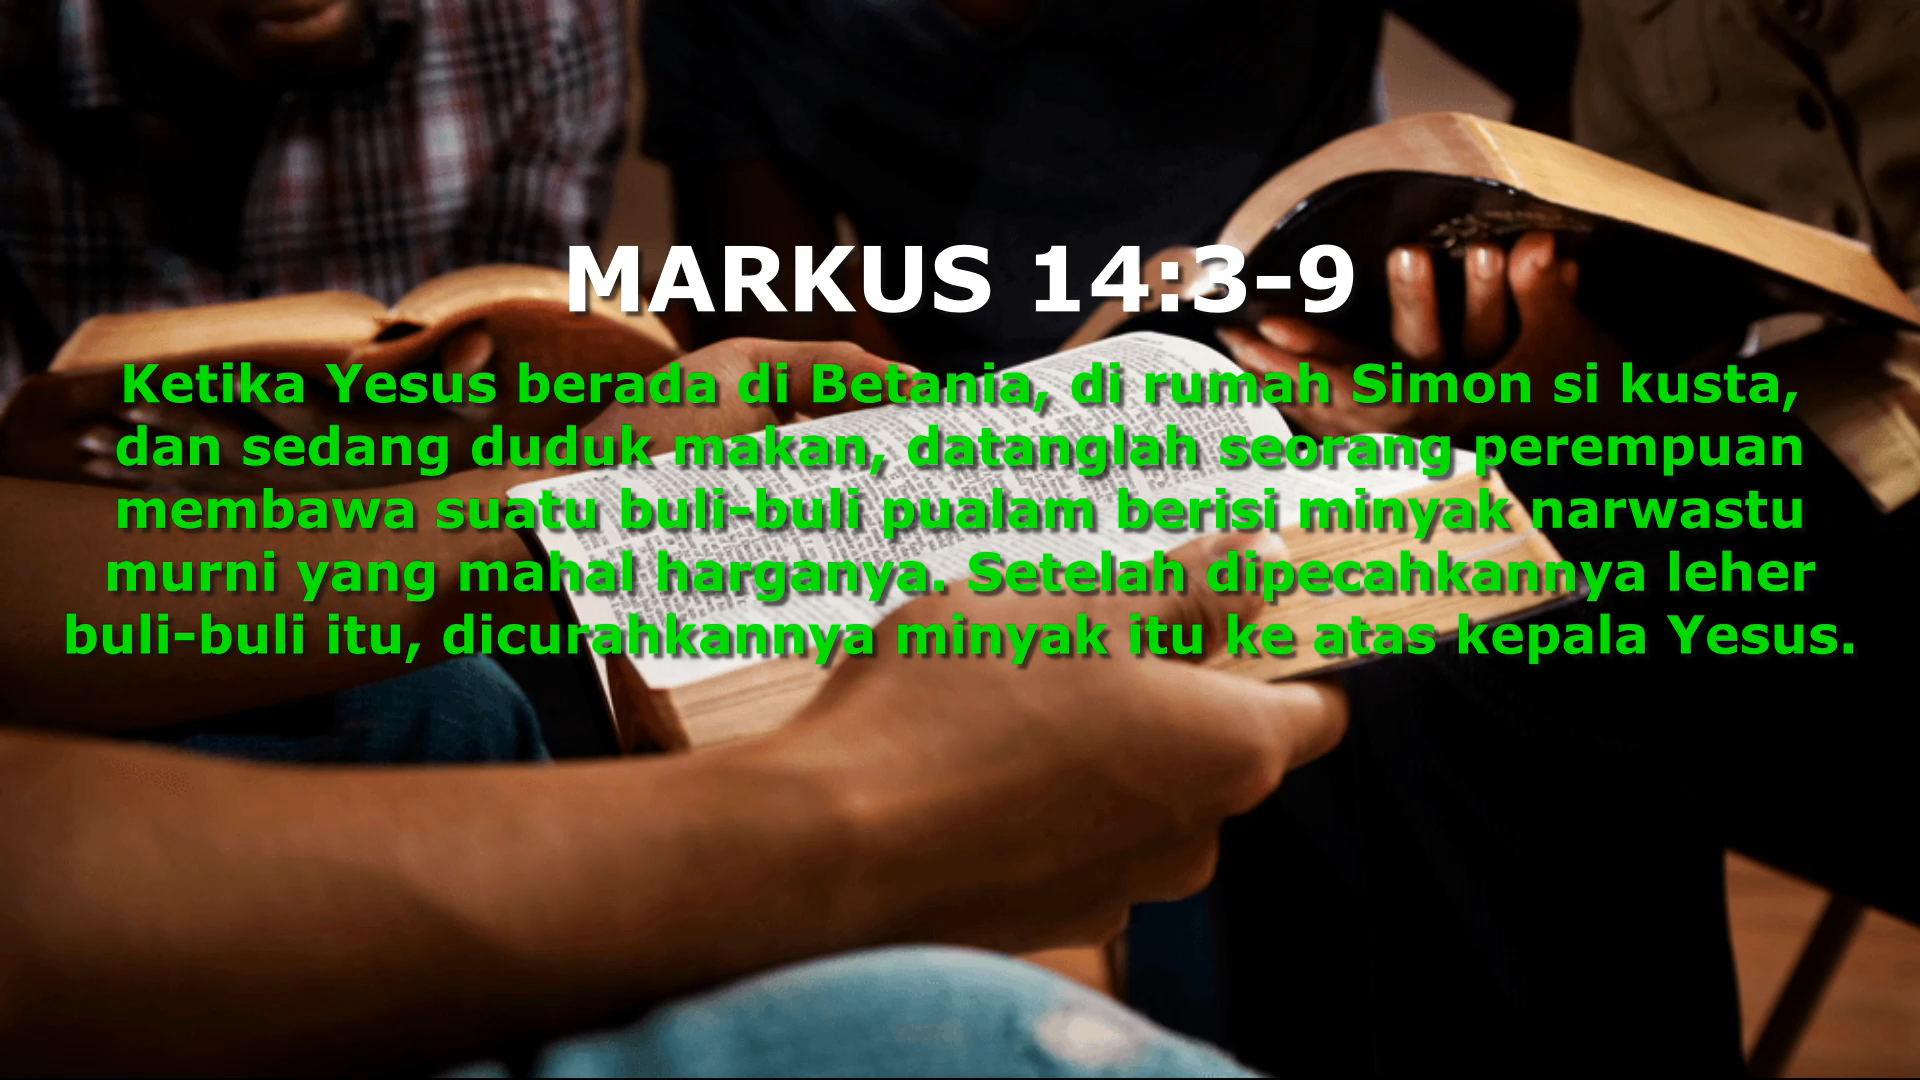 MARKUS 14:3-9
Ketika Yesus berada di Betania, di rumah Simon si kusta,
dan sedang duduk makan, datanglah seorang perempuan
membawa suatu buli-buli pualam berisi minyak narwastu
murni yang mahal harganya. Setelah dipecahkannya leher
buli-buli itu, dicurahkannya minyak itu ke atas kepala Yesus.